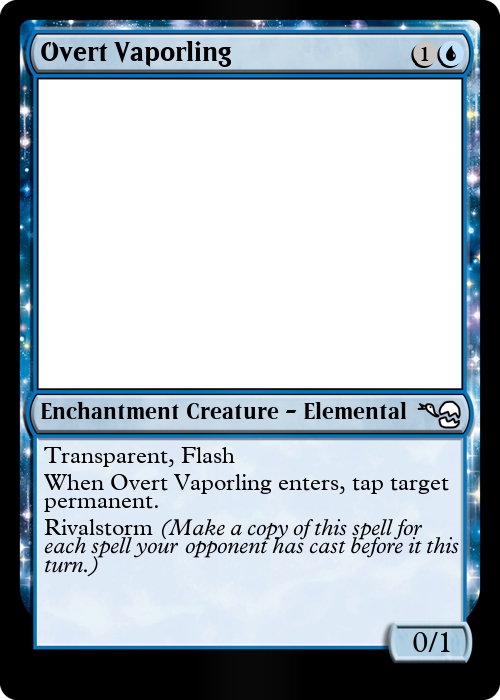 Overt Vaporling 1
Enchantment Creature – Elemental
Transparent, Flash
When Overt Vaporling enters, tap target
permanent.
Rivalstorm (Make a copy of this spell for
each spell your opponent has cast before it this
turn.)
0/1